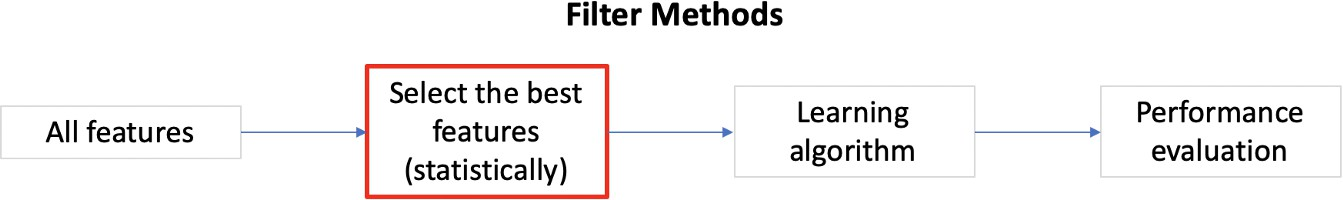 Filter Methods
All features
Select the best
features
(statistically)
Learning
algorithm
Performance
evaluation